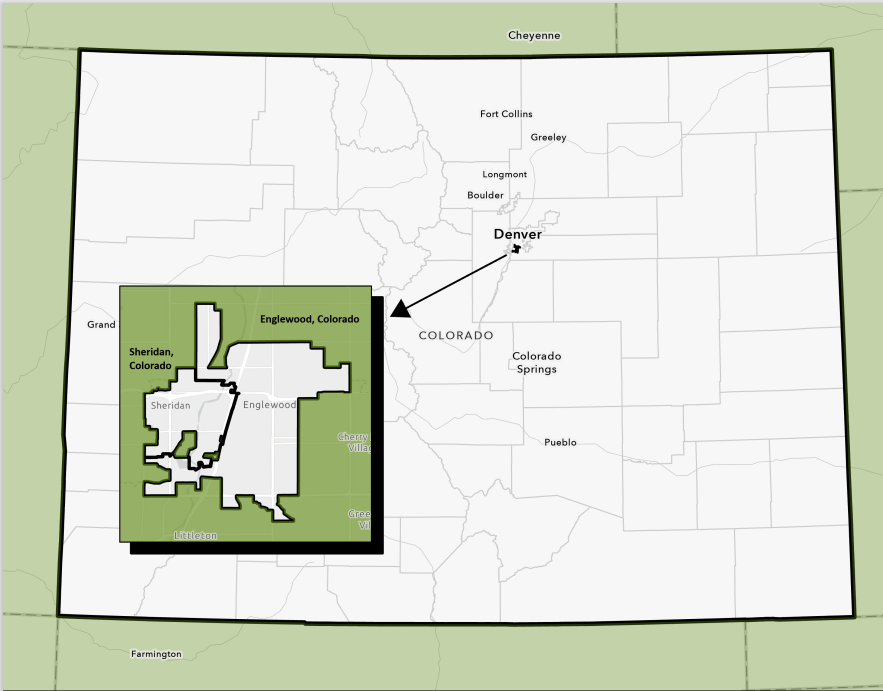 Cheyenne
Fort Collins
Greeley
Longmont
Boulder
Denver
Grand
COLORADO
Colorado
Springs
Pueblo
Englewood, Colorado
Sheridan,
Colorado
Sheridan
Englewood
Cherry
Villa
Gree
Vil
Littleton
Farmington